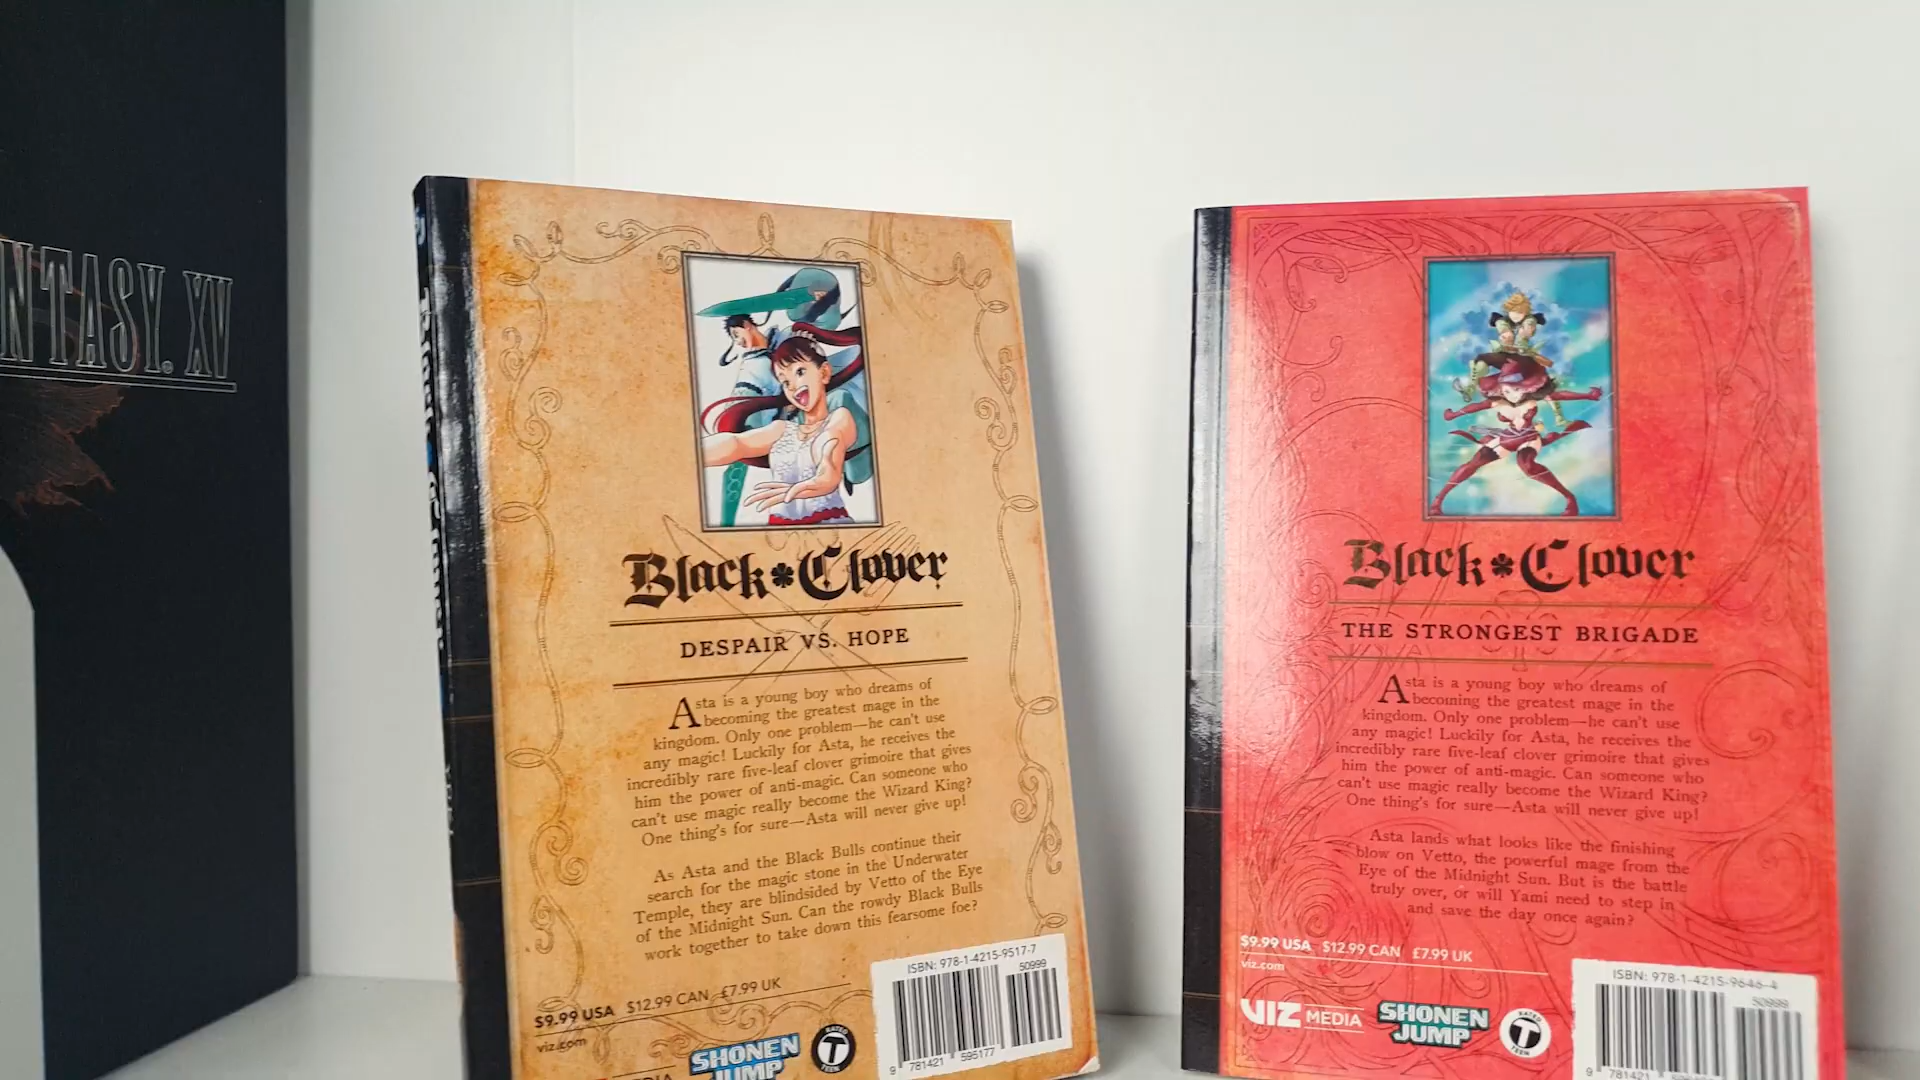 NTASY XV
Black Clover
DESPAIR VS. HOPE
Asta is a young boy who dreams of
becoming the greatest mage in the
kingdom. Only one problem—he can't use
any magic! Luckily for Asta, he receives the
incredibly rare five-leaf clover grimoire that gives
him the power of anti-magic. Can someone who
can't use magic really become the Wizard King?
One thing's for sure—Asta will never give up!
As Asta and the Black Bulls continue their
search for the magic stone in the Underwater
Temple, they are blindsided by Vetto of the Eye
of the Midnight Sun. Can the rowdy Black Bulls
work together to take down this fearsome foe?
$9.99 USA $12.99 CAN £7.99 UK
viz.com
SHONEN
JUMP
RATED
T
TEEN
ISBN: 978-1-4215-9517-7
50999
9 781421 595177
Black Clover
THE STRONGEST BRIGADE
Asta is a young boy who dreams of
becoming the greatest mage in the
kingdom. Only one problem—he can't use
any magic! Luckily for Asta, he receives the
incredibly rare five-leaf clover grimoire that gives
him the power of anti-magic. Can someone who
can't use magic really become the Wizard King?
One thing's for sure—Asta will never give up!
Asta lands what looks like the finishing
blow on Vetto, the powerful mage from the
Eye of the Midnight Sun. But is the battle
truly over, or will Yami need to step in
and save the day once again?
$9.99 USA $12.99 CAN £7.99 UK
viz.com
VIZ MEDIA
SHONEN
JUMP
RATED
T
TEEN
ISBN: 978-1-4215-9646-4
50999
9 781421